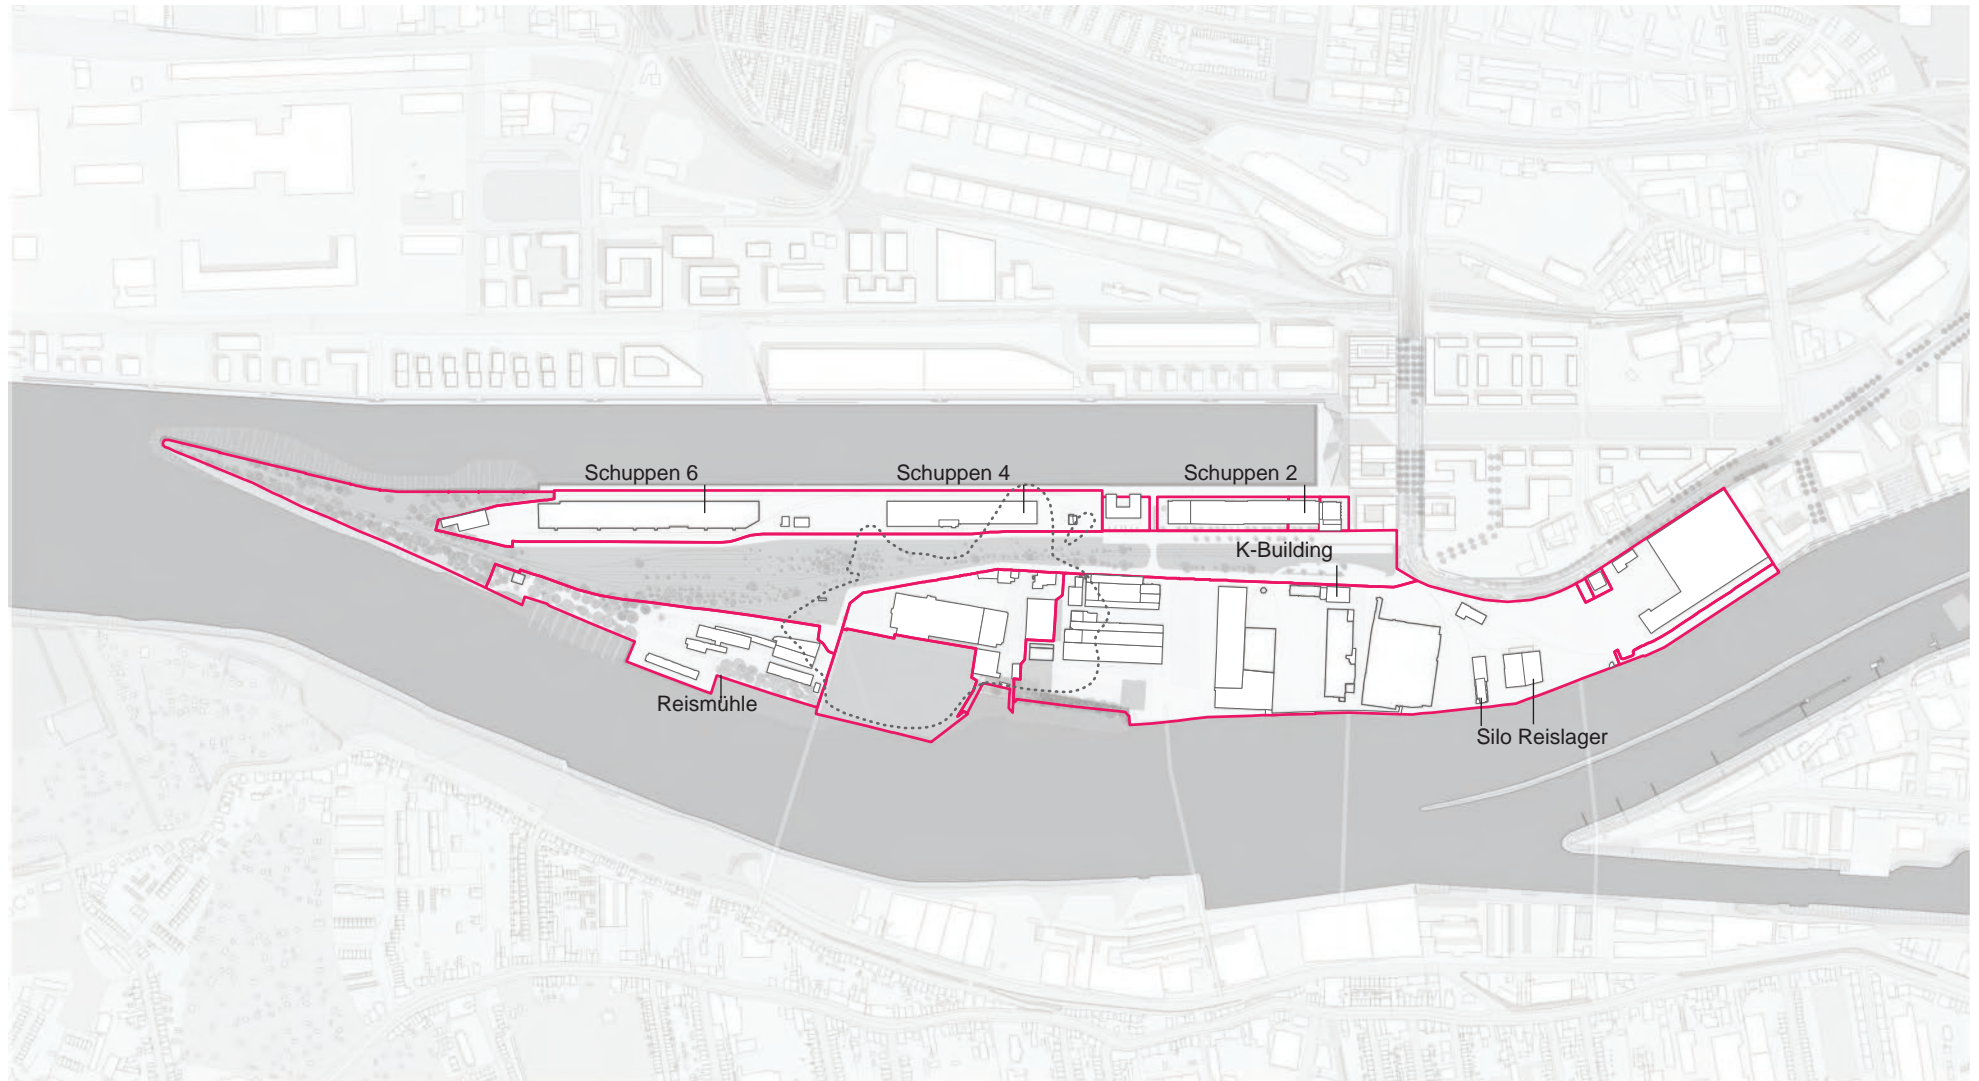 Schuppen 6
Schuppen 4
Schuppen 2
K-Building
Reismühle
Silo Reislager